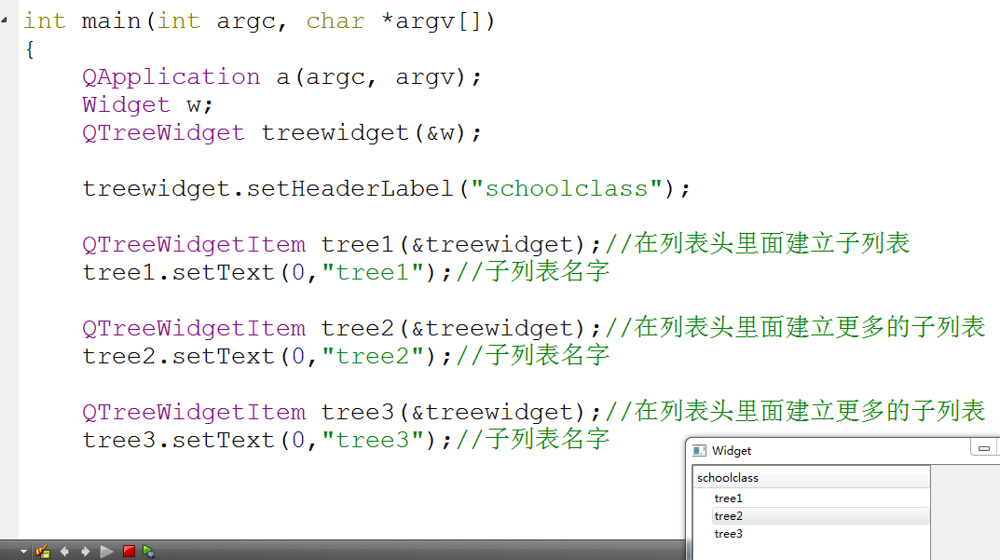 int main(int argc, char *argv[])
{
QApplication a(argc, argv);
Widget w;
QTreeWidget treewidget(&w);
treewidget.setHeaderLabel("schoolclass");
QTreeWidgetItem tree1(&treewidget);//在列表头里面建立子列表
tree1.setText(0,"tree1");//子列表名字
QTreeWidgetItem tree2(&treewidget);//在列表头里面建立更多的子列表
tree2.setText(0,"tree2");//子列表名字
QTreeWidgetItem tree3(&treewidget);//在列表头里面建立更多的子列表
tree3.setText(0,"tree3");//子列表名字
Widget
schoolclass
tree1
tree2
tree3